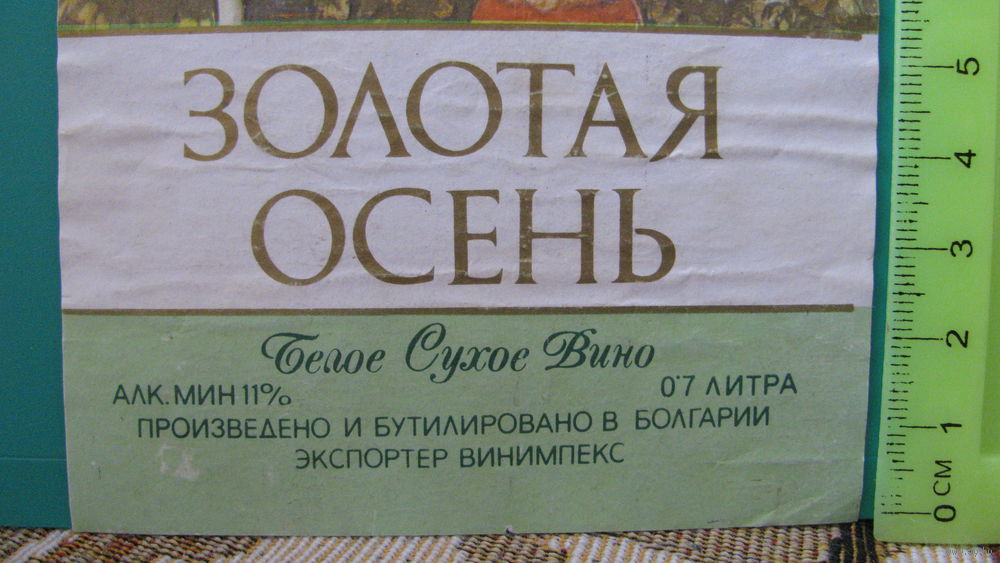 ЗОЛОТАЯ
ОСЕНЬ
Белое Сухое Вино
АЛК. МИН 11%
0.7 ЛИТРА
ПРОИЗВЕДЕНО И БУТИЛИРОВАНО В БОЛГАРИИ
ЭКСПОРТЕР ВИНИМПЕКС
5
4
3
2
1
0 СМ